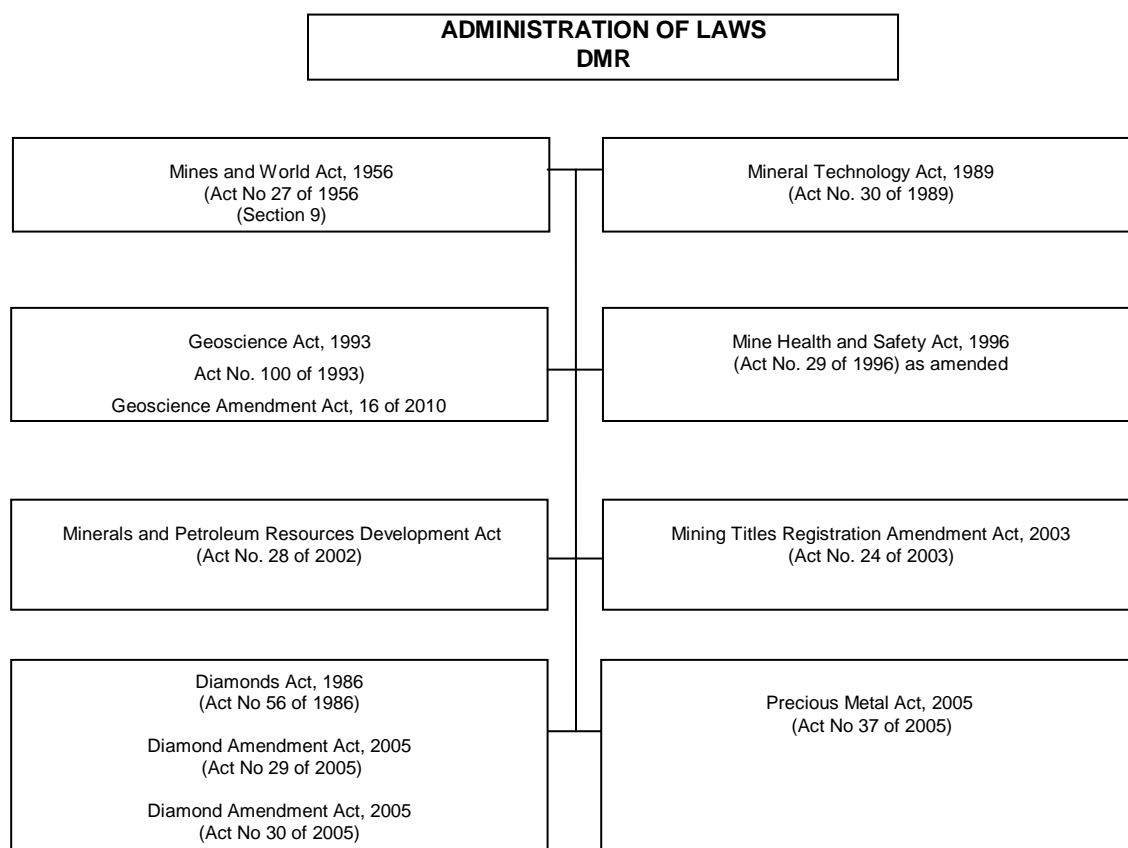 ADMINISTRATION OF LAWS
DMR
Mines and World Act, 1956
(Act No 27 of 1956
(Section 9)
Mineral Technology Act, 1989
(Act No. 30 of 1989)
Geoscience Act, 1993
Act No. 100 of 1993)
Geoscience Amendment Act, 16 of 2010
Mine Health and Safety Act, 1996
(Act No. 29 of 1996) as amended
Minerals and Petroleum Resources Development Act
(Act No. 28 of 2002)
Mining Titles Registration Amendment Act, 2003
(Act No. 24 of 2003)
Diamonds Act, 1986
(Act No 56 of 1986)
Diamond Amendment Act, 2005
(Act No 29 of 2005)
Diamond Amendment Act, 2005
(Act No 30 of 2005)
Precious Metal Act, 2005
(Act No 37 of 2005)